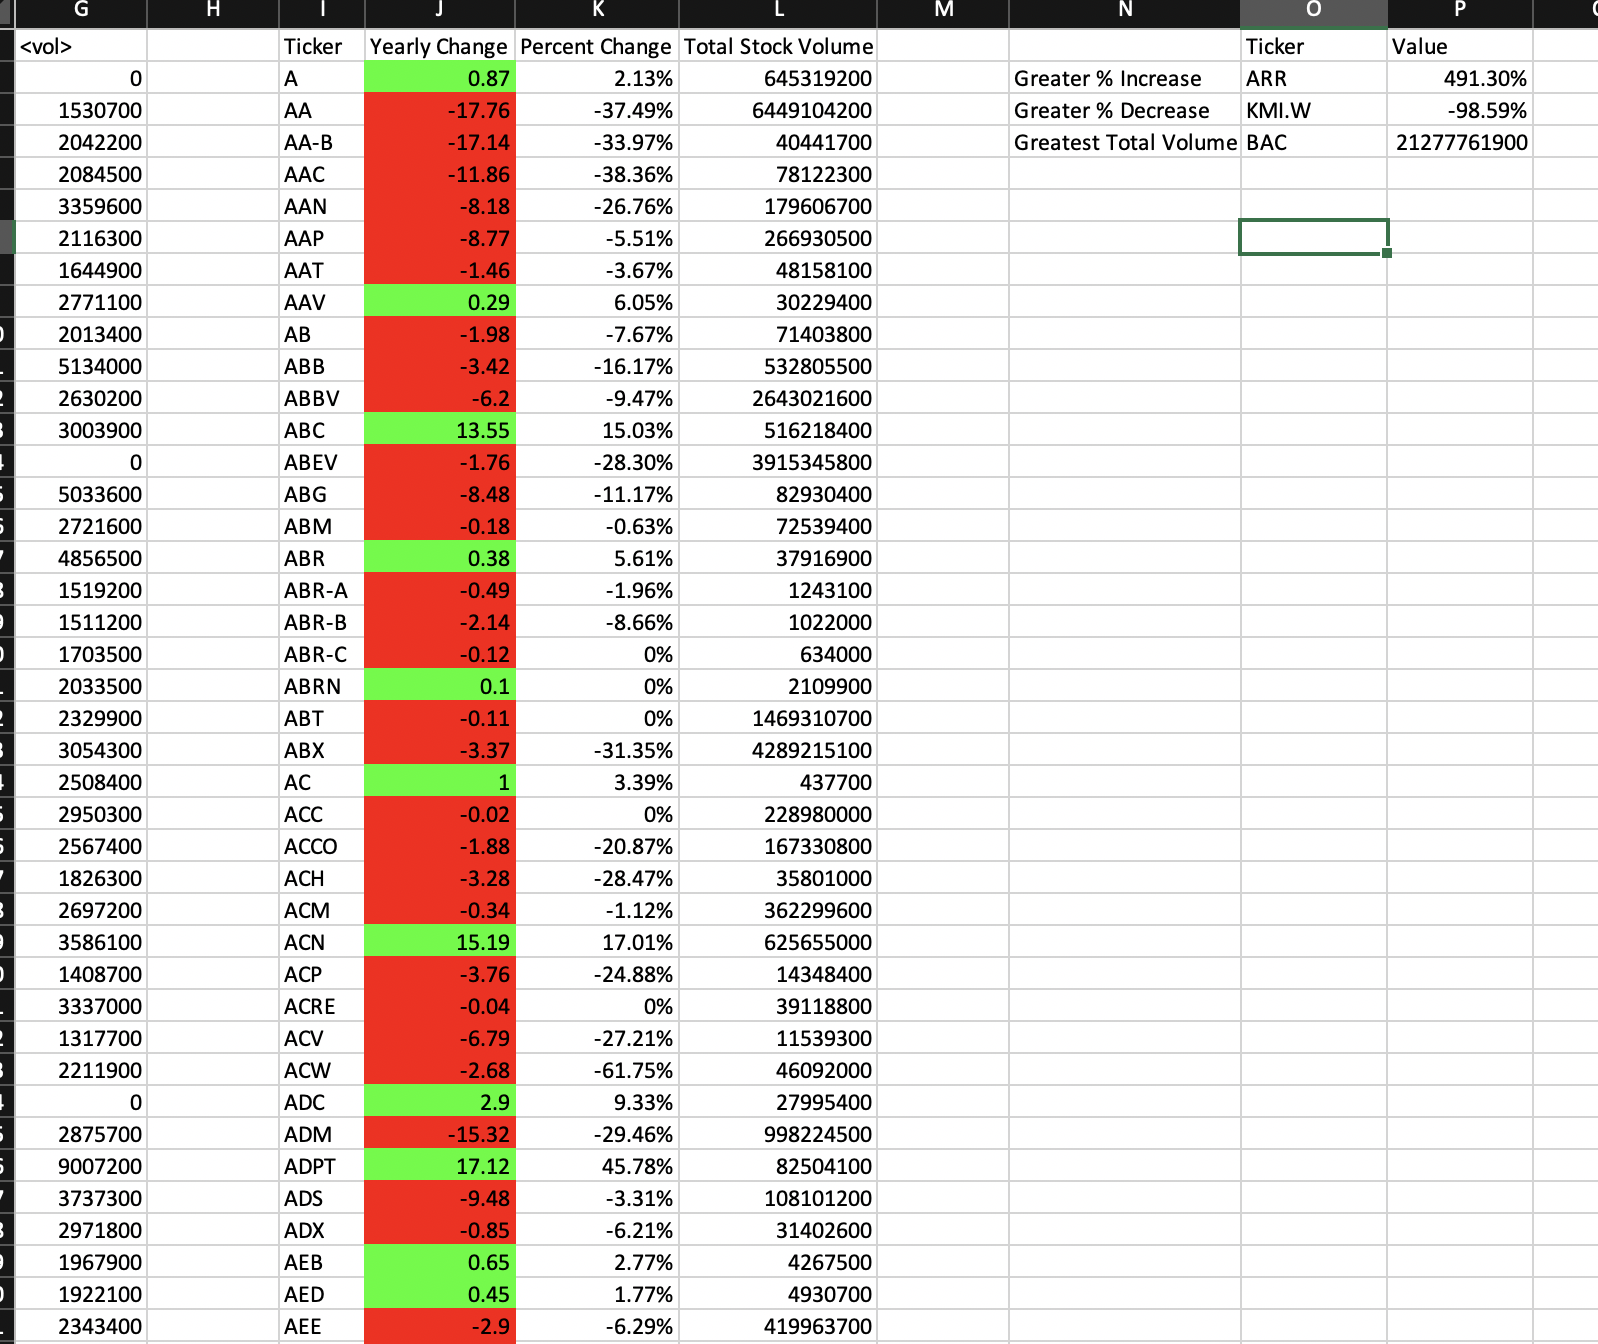 G H I J K L M N O P
<vol> Ticker Yearly Change Percent Change Total Stock Volume Ticker Value
0 A 0.87 2.13% 645319200 Greater % Increase ARR 491.30%
1530700 AA -17.76 -37.49% 6449104200 Greater % Decrease KMI.W -98.59%
2042200 AA-B -17.14 -33.97% 40441700 Greatest Total Volume BAC 21277761900
2084500 AAC -11.86 -38.36% 78122300
3359600 AAN -8.18 -26.76% 179606700
2116300 AAP -8.77 -5.51% 266930500
1644900 AAT -1.46 -3.67% 48158100
2771100 AAV 0.29 6.05% 30229400
2013400 AB -1.98 -7.67% 71403800
5134000 ABB -3.42 -16.17% 532805500
2630200 ABBV -6.2 -9.47% 2643021600
3003900 ABC 13.55 15.03% 516218400
0 ABEV -1.76 -28.30% 3915345800
5033600 ABG -8.48 -11.17% 82930400
2721600 ABM -0.18 -0.63% 72539400
4856500 ABR 0.38 5.61% 37916900
1519200 ABR-A -0.49 -1.96% 1243100
1511200 ABR-B -2.14 -8.66% 1022000
1703500 ABR-C -0.12 0% 634000
2033500 ABRN 0.1 0% 2109900
2329900 ABT -0.11 0% 1469310700
3054300 ABX -3.37 -31.35% 4289215100
2508400 AC 1 3.39% 437700
2950300 ACC -0.02 0% 228980000
2567400 ACCO -1.88 -20.87% 167330800
1826300 ACH -3.28 -28.47% 35801000
2697200 ACM -0.34 -1.12% 362299600
3586100 ACN 15.19 17.01% 625655000
1408700 ACP -3.76 -24.88% 14348400
3337000 ACRE -0.04 0% 39118800
1317700 ACV -6.79 -27.21% 11539300
2211900 ACW -2.68 -61.75% 46092000
0 ADC 2.9 9.33% 27995400
2875700 ADM -15.32 -29.46% 998224500
9007200 ADPT 17.12 45.78% 82504100
3737300 ADS -9.48 -3.31% 108101200
2971800 ADX -0.85 -6.21% 31402600
1967900 AEB 0.65 2.77% 4267500
1922100 AED 0.45 1.77% 4930700
2343400 AEE -2.9 -6.29% 419963700